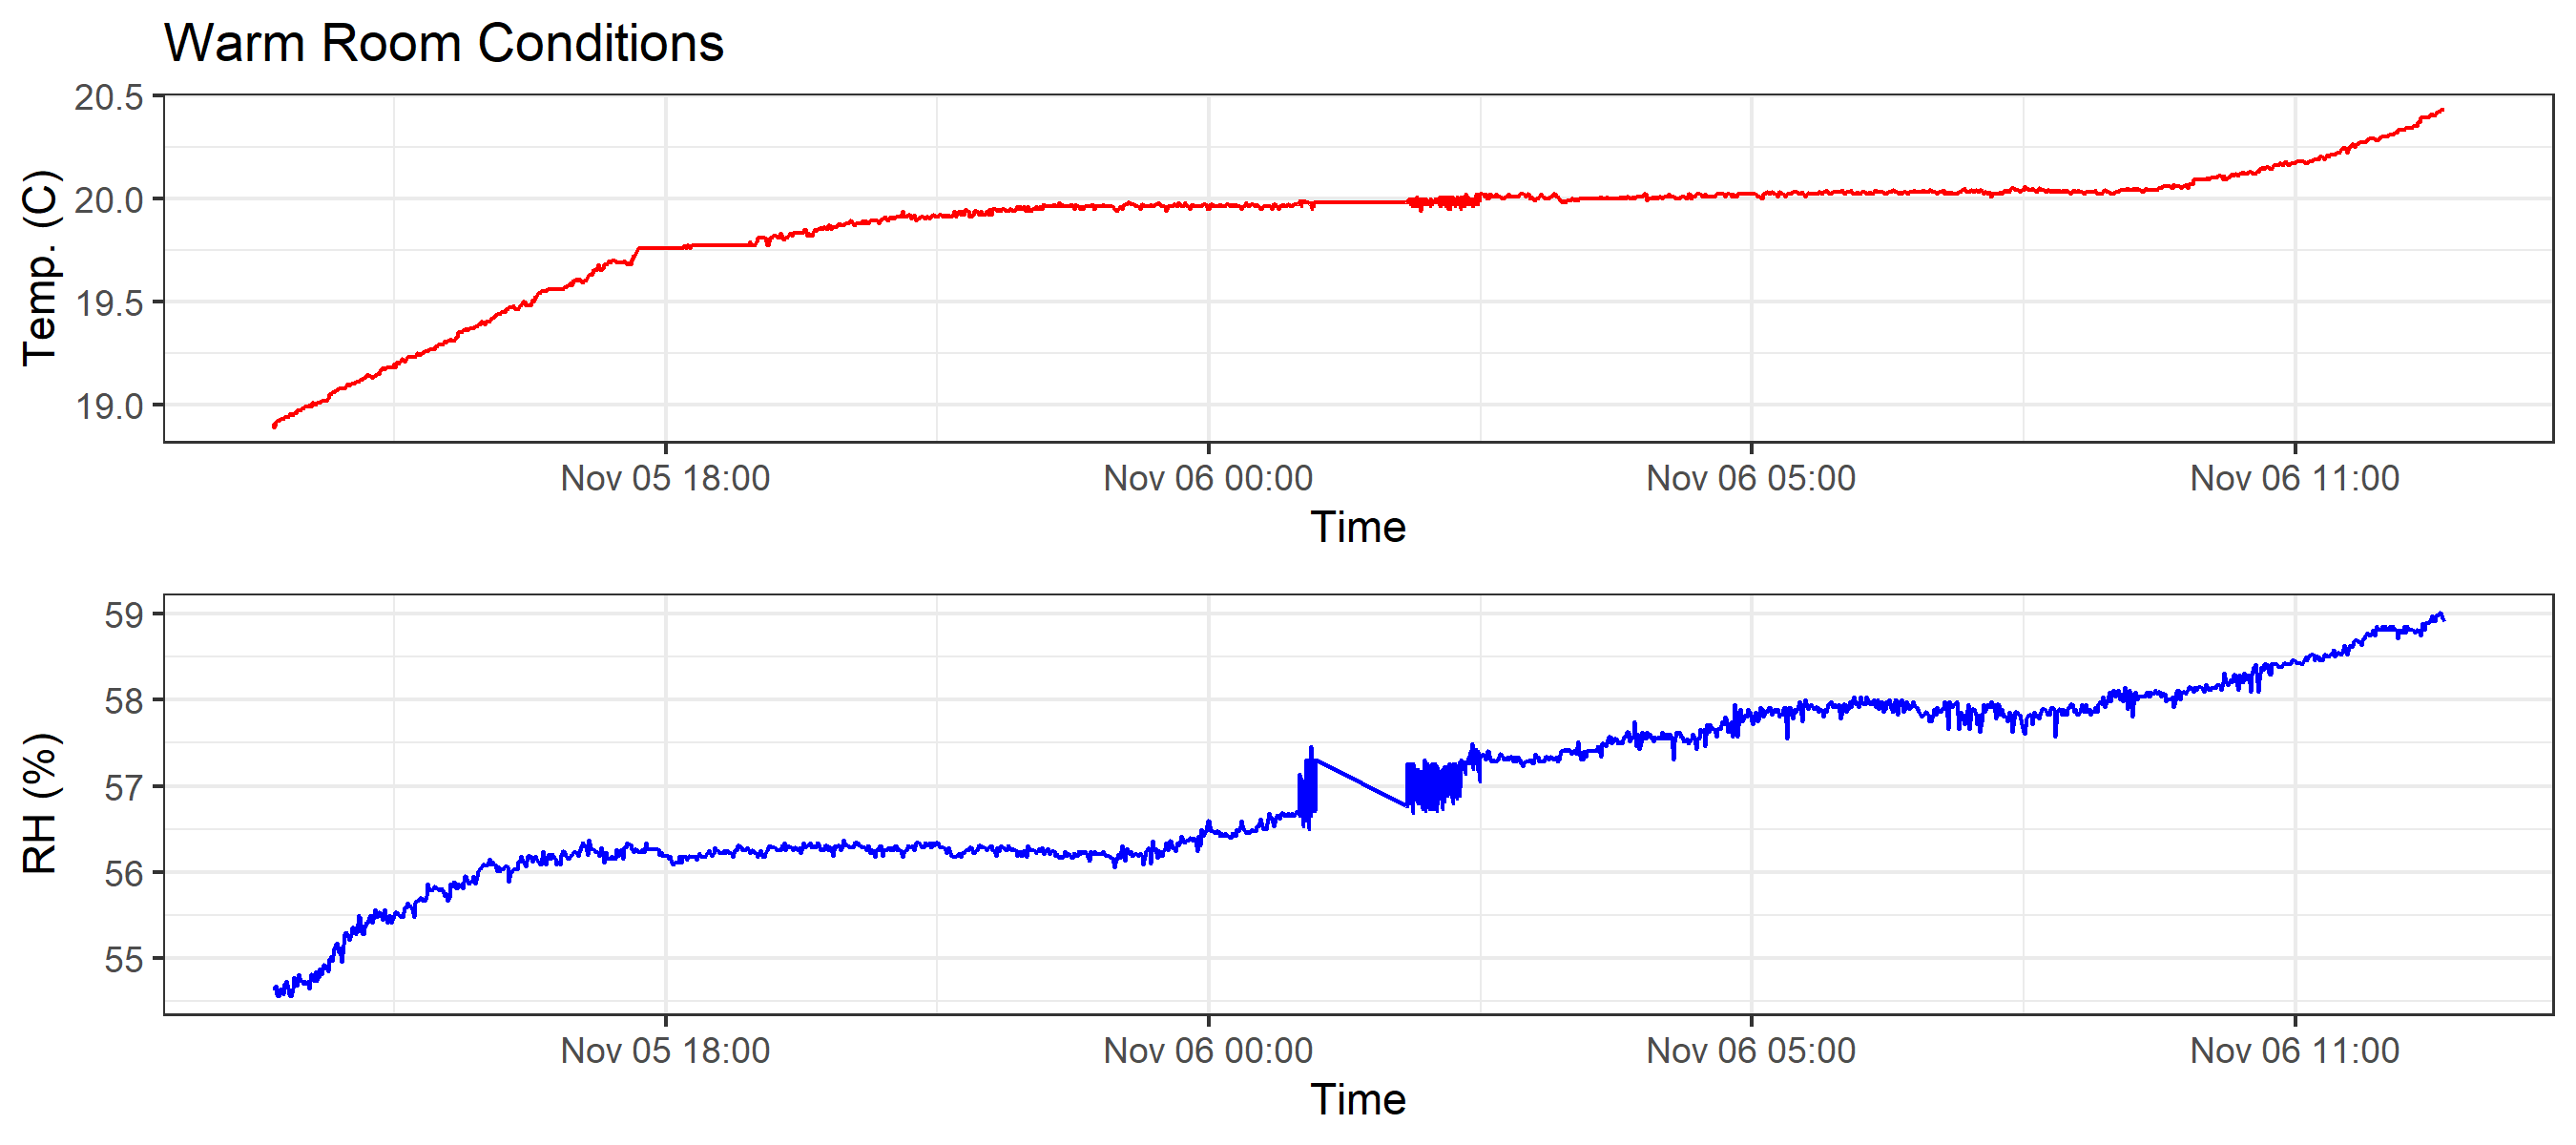 Warm Room Conditions
20.5
20.0
19.5
19.0
Temp. (C)
Nov 05 18:00 Nov 06 00:00 Nov 06 05:00 Nov 06 11:00
Time
59
58
57
56
55
RH (%)
Nov 05 18:00 Nov 06 00:00 Nov 06 05:00 Nov 06 11:00
Time